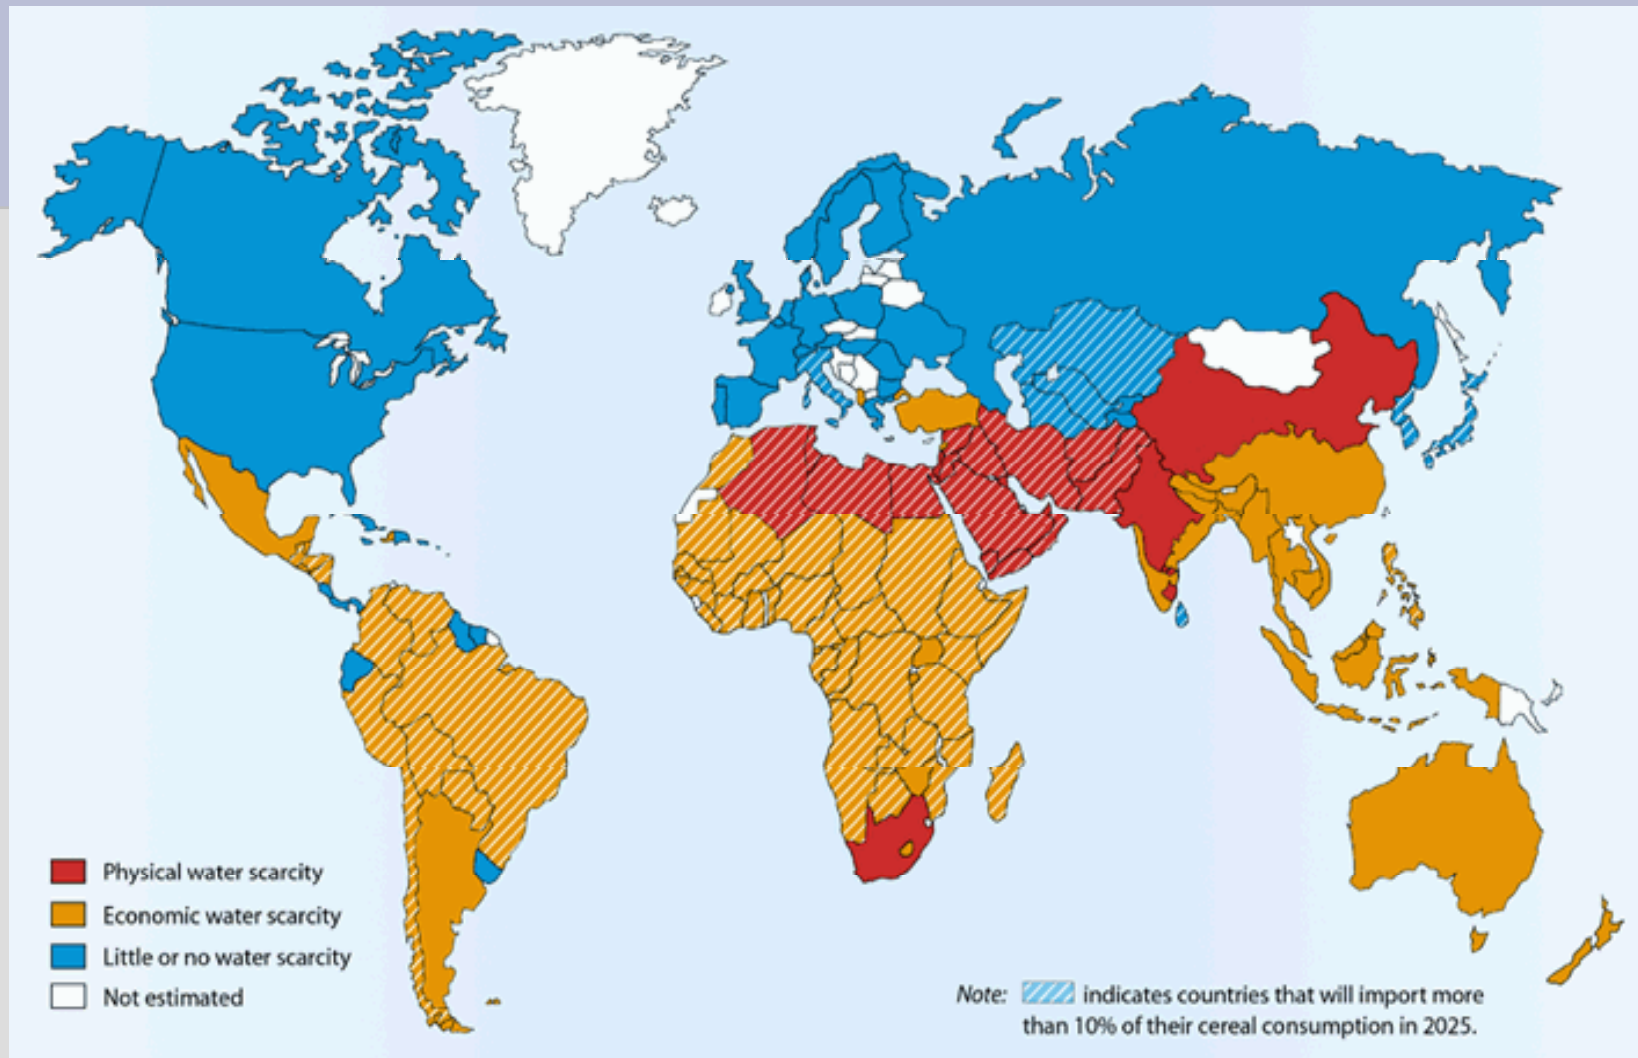 Physical water scarcity
Economic water scarcity
Little or no water scarcity
Not estimated
Note: indicates countries that will import more
than 10% of their cereal consumption in 2025.